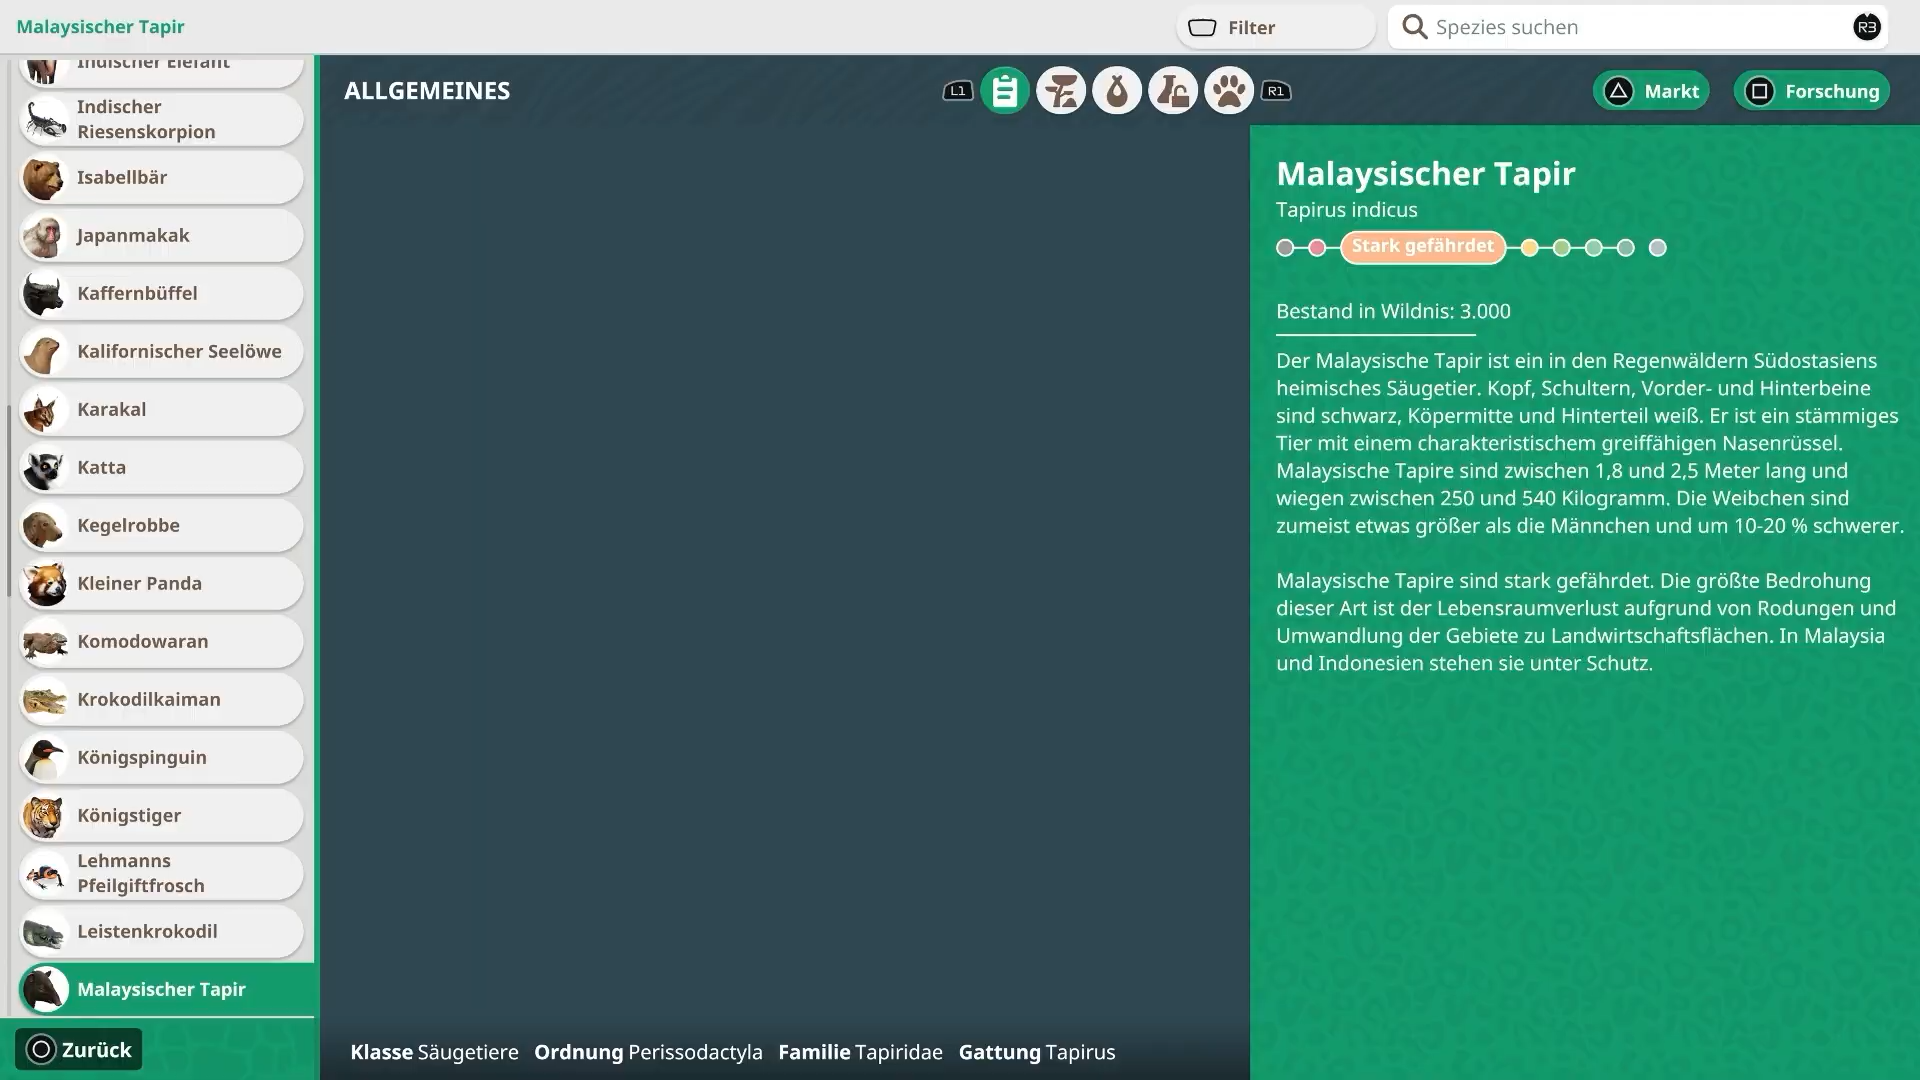 Malaysischer Tapir
Filter
Spezies suchen
R3
Indischer Elefant
Indischer
Riesenskorpion
Isabellbär
Japanmakak
Kaffernbüffel
Kalifornischer Seelöwe
Karakal
Katta
Kegelrobbe
Kleiner Panda
Komodowaran
Krokodilkaiman
Königspinguin
Königstiger
Lehmanns
Pfeilgiftfrosch
Leistenkrokodil
Malaysischer Tapir
Zurück
ALLGEMEINES
L1
R1
Markt
Forschung
Malaysischer Tapir
Tapirus indicus
Stark gefährdet
Bestand in Wildnis: 3.000
Der Malaysische Tapir ist ein in den Regenwäldern Südostasiens
heimisches Säugetier. Kopf, Schultern, Vorder- und Hinterbeine
sind schwarz, Köpermitte und Hinterteil weiß. Er ist ein stämmiges
Tier mit einem charakteristischem greiffähigen Nasenrüssel.
Malaysische Tapire sind zwischen 1,8 und 2,5 Meter lang und
wiegen zwischen 250 und 540 Kilogramm. Die Weibchen sind
zumeist etwas größer als die Männchen und um 10-20 % schwerer.
Malaysische Tapire sind stark gefährdet. Die größte Bedrohung
dieser Art ist der Lebensraumverlust aufgrund von Rodungen und
Umwandlung der Gebiete zu Landwirtschaftsflächen. In Malaysia
und Indonesien stehen sie unter Schutz.
Klasse Säugetiere Ordnung Perissodactyla Familie Tapiridae Gattung Tapirus